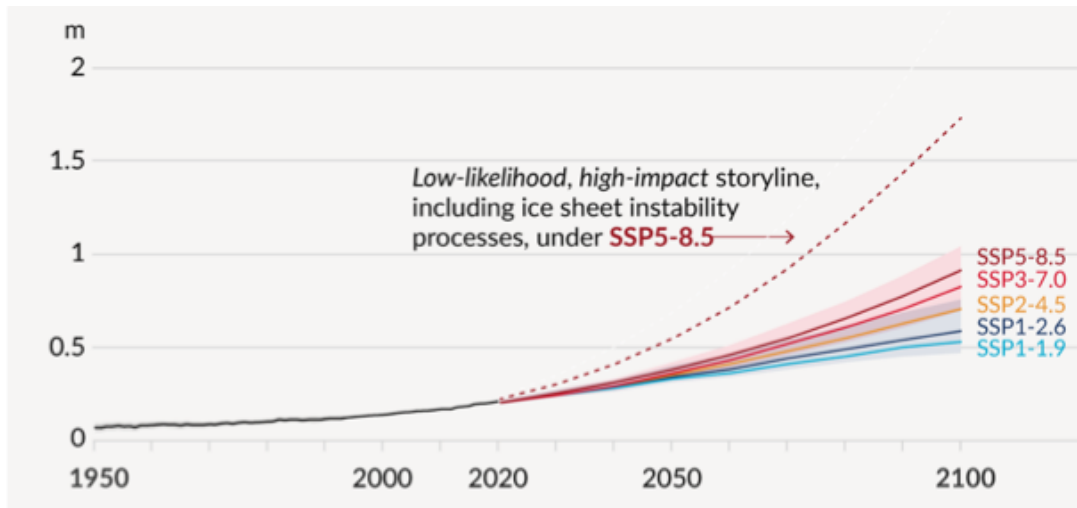 m
2
1.5
Low-likelihood, high-impact storyline,
including ice sheet instability
processes, under SSP5-8.5
1
SSP5-8.5
SSP3-7.0
SSP2-4.5
SSP1-2.6
SSP1-1.9
0.5
0
1950 2000 2020 2050 2100